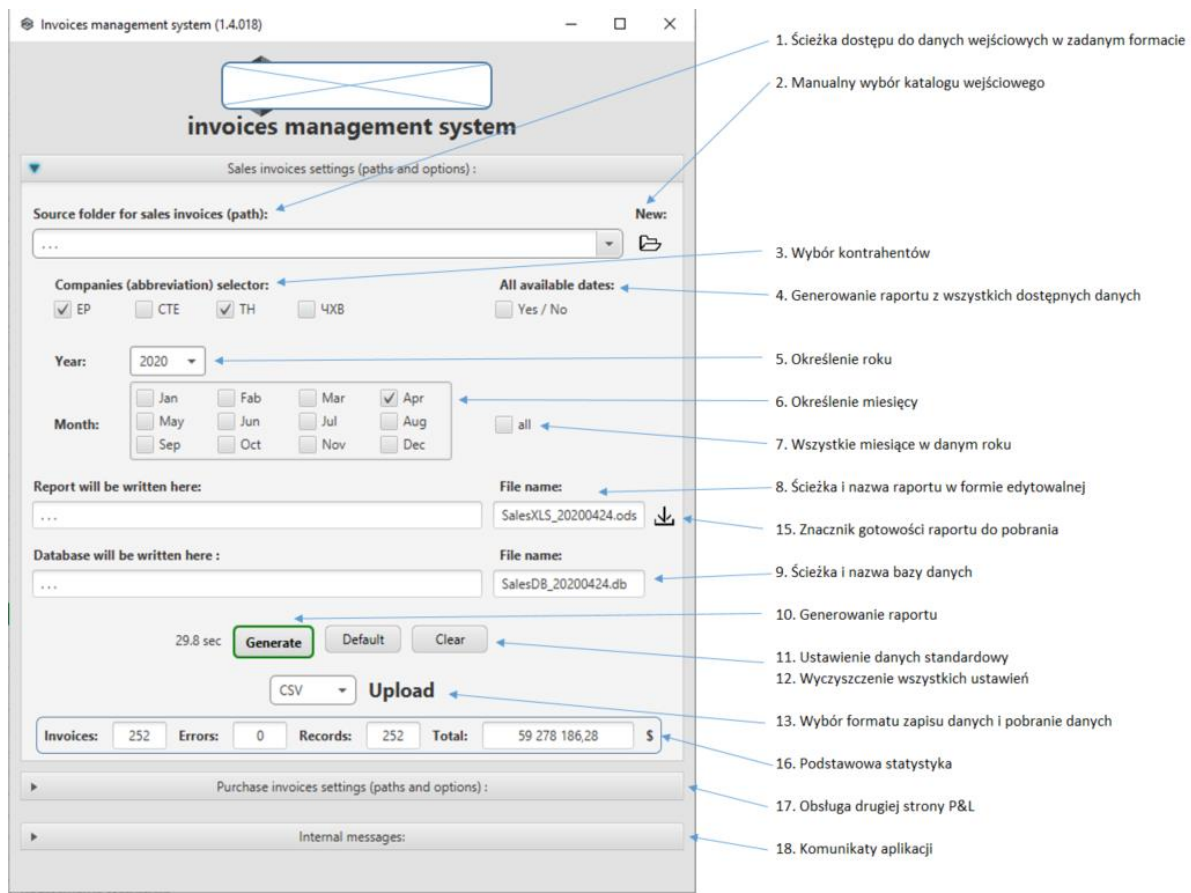 Invoices management system (1.4.018)
invoices management system
Sales invoices settings (paths and options) :
Source folder for sales invoices (path):
New:
...
Companies (abbreviation) selector:
All available dates:
EP CTE TH ЧХВ
Yes / No
Year:
2020
Month:
Jan Fab Mar Apr
May Jun Jul Aug
Sep Oct Nov Dec
all
Report will be written here:
File name:
...
SalesXLS_20200424.ods
Database will be written here :
File name:
...
SalesDB_20200424.db
29.8 sec Generate Default Clear
CSV Upload
Invoices: 252 Errors: 0 Records: 252 Total: 59 278 186,28 $
Purchase invoices settings (paths and options) :
Internal messages:
1. Ścieżka dostępu do danych wejściowych w zadanym formacie
2. Manualny wybór katalogu wejściowego
3. Wybór kontrahentów
4. Generowanie raportu z wszystkich dostępnych danych
5. Określenie roku
6. Określenie miesięcy
7. Wszystkie miesiące w danym roku
8. Ścieżka i nazwa raportu w formie edytowalnej
15. Znacznik gotowości raportu do pobrania
9. Ścieżka i nazwa bazy danych
10. Generowanie raportu
11. Ustawienie danych standardowy
12. Wyczyszczenie wszystkich ustawień
13. Wybór formatu zapisu danych i pobranie danych
16. Podstawowa statystyka
17. Obsługa drugiej strony P&L
18. Komunikaty aplikacji